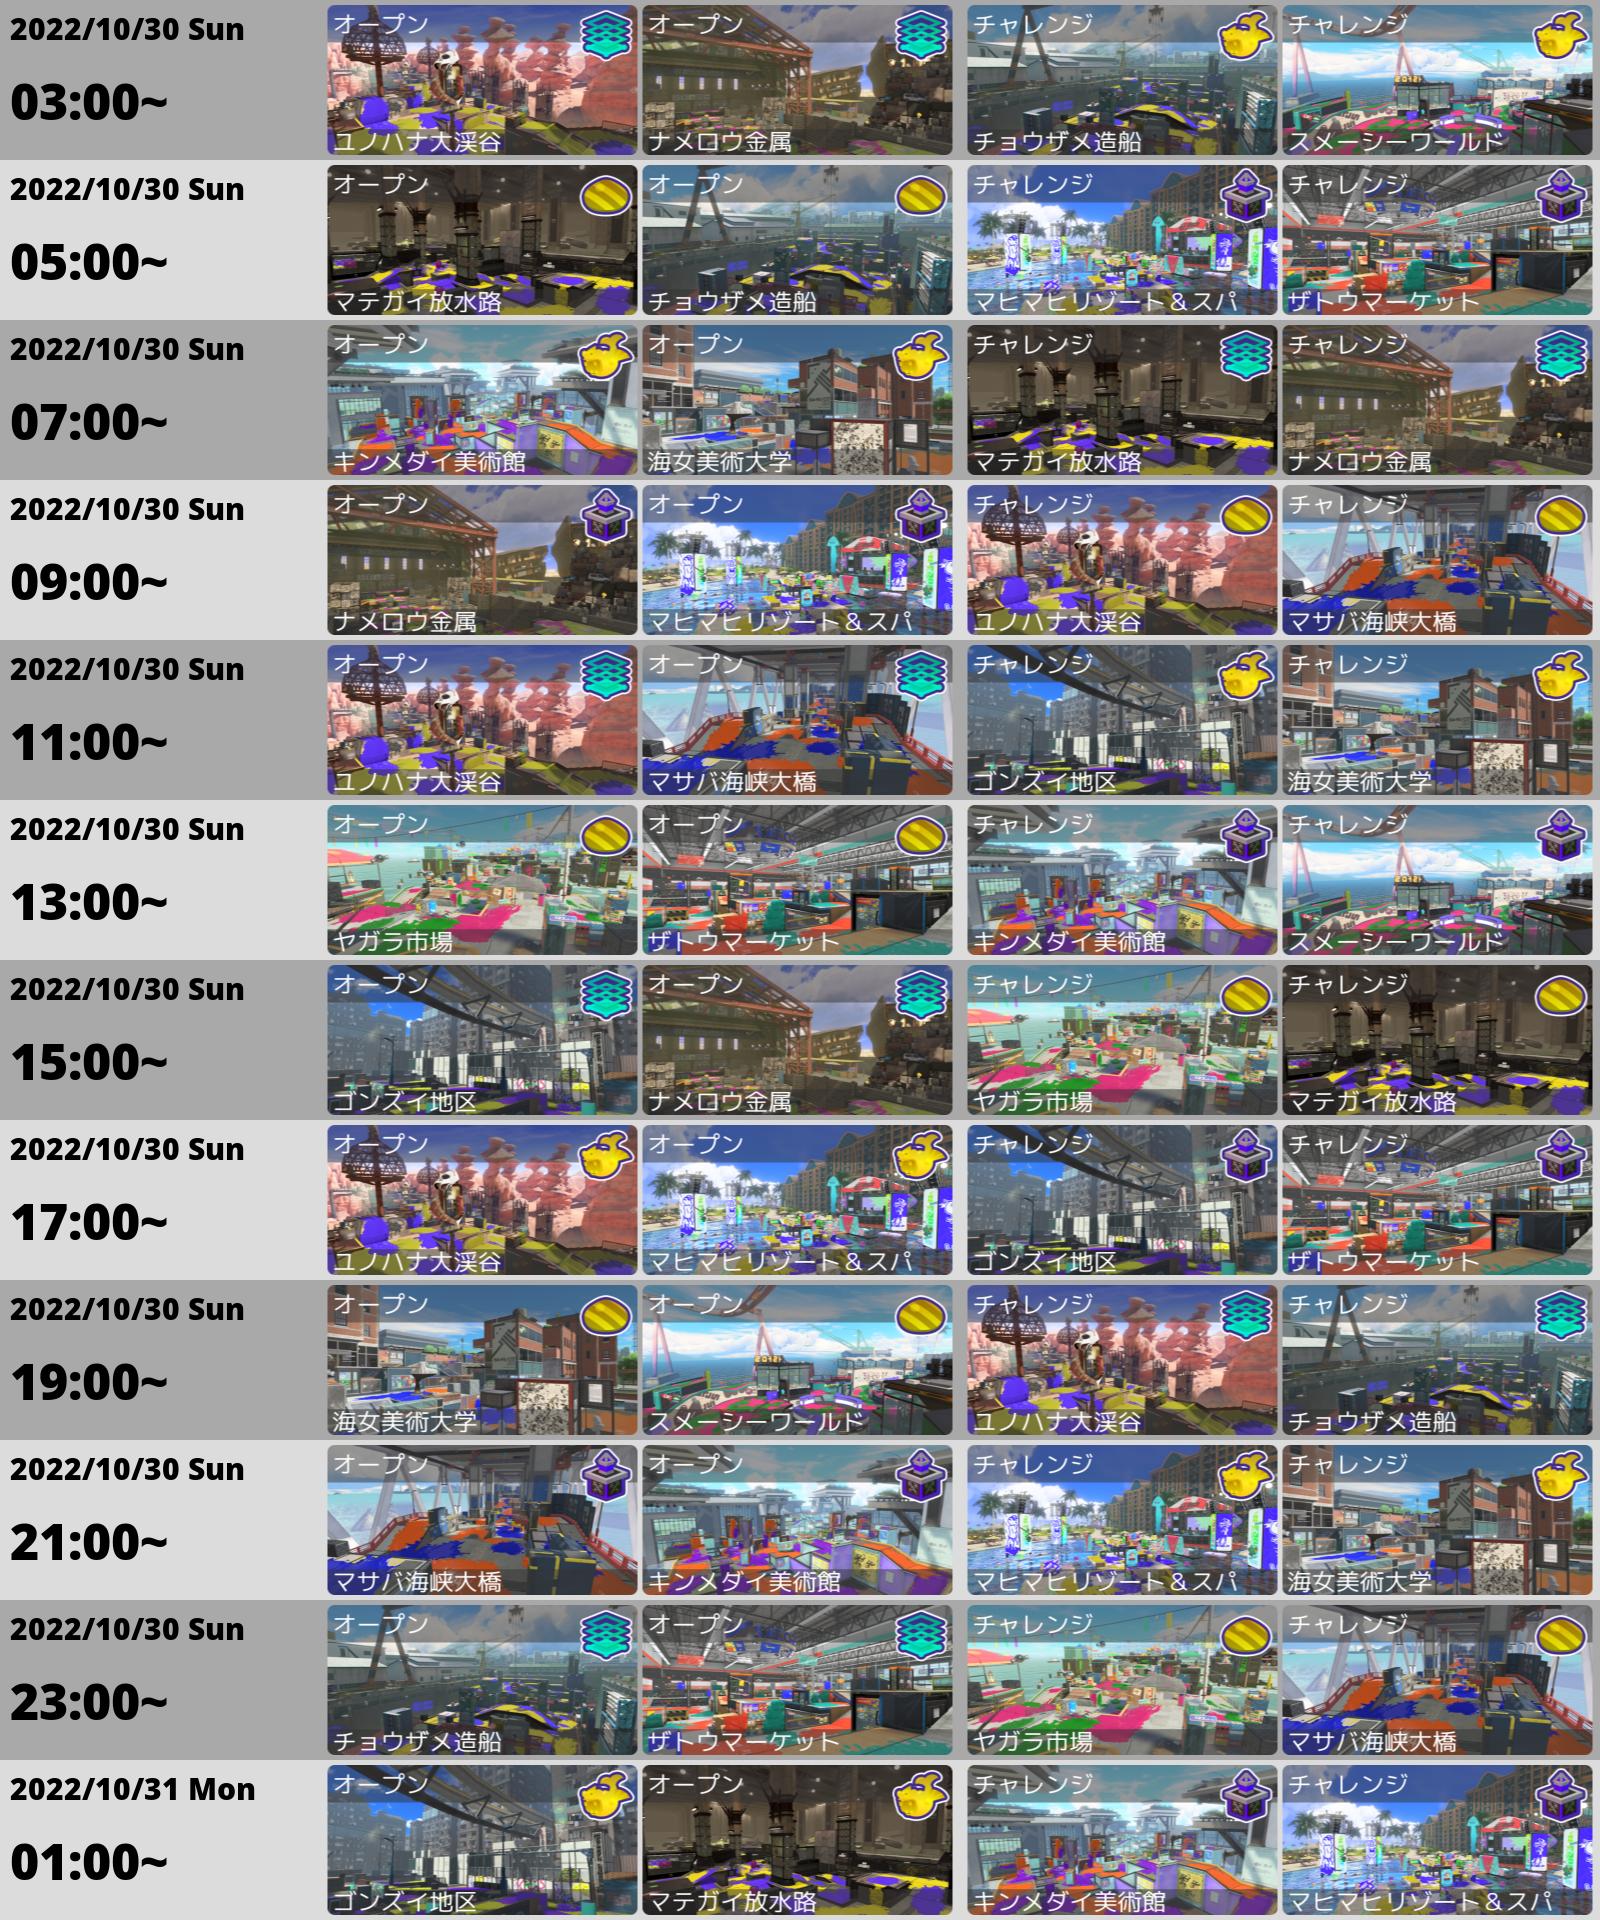 2022/10/30 Sun
03:00~
オープン
オープン
チャレンジ
チャレンジ
ユノハナ大渓谷
ナメロウ金属
チョウザメ造船
スメーシーワールド
2022/10/30 Sun
05:00~
オープン
オープン
チャレンジ
チャレンジ
マテガイ放水路
チョウザメ造船
マヒマヒリゾート＆スパ
ザトウマーケット
2022/10/30 Sun
07:00~
オープン
オープン
チャレンジ
チャレンジ
キンメダイ美術館
海女美術大学
マテガイ放水路
ナメロウ金属
2022/10/30 Sun
09:00~
オープン
オープン
チャレンジ
チャレンジ
ナメロウ金属
マヒマヒリゾート＆スパ
ユノハナ大渓谷
マサバ海峡大橋
2022/10/30 Sun
11:00~
オープン
オープン
チャレンジ
チャレンジ
ユノハナ大渓谷
マサバ海峡大橋
ゴンズイ地区
海女美術大学
2022/10/30 Sun
13:00~
オープン
オープン
チャレンジ
チャレンジ
ヤガラ市場
ザトウマーケット
キンメダイ美術館
スメーシーワールド
2022/10/30 Sun
15:00~
オープン
オープン
チャレンジ
チャレンジ
ゴンズイ地区
ナメロウ金属
ヤガラ市場
マテガイ放水路
2022/10/30 Sun
17:00~
オープン
オープン
チャレンジ
チャレンジ
ユノハナ大渓谷
マヒマヒリゾート＆スパ
ゴンズイ地区
ザトウマーケット
2022/10/30 Sun
19:00~
オープン
オープン
チャレンジ
チャレンジ
海女美術大学
スメーシーワールド
ユノハナ大渓谷
チョウザメ造船
2022/10/30 Sun
21:00~
オープン
オープン
チャレンジ
チャレンジ
マサバ海峡大橋
キンメダイ美術館
マヒマヒリゾート＆スパ
海女美術大学
2022/10/30 Sun
23:00~
オープン
オープン
チャレンジ
チャレンジ
チョウザメ造船
ザトウマーケット
ヤガラ市場
マサバ海峡大橋
2022/10/31 Mon
01:00~
オープン
オープン
チャレンジ
チャレンジ
ゴンズイ地区
マテガイ放水路
キンメダイ美術館
マヒマヒリゾート＆スパ